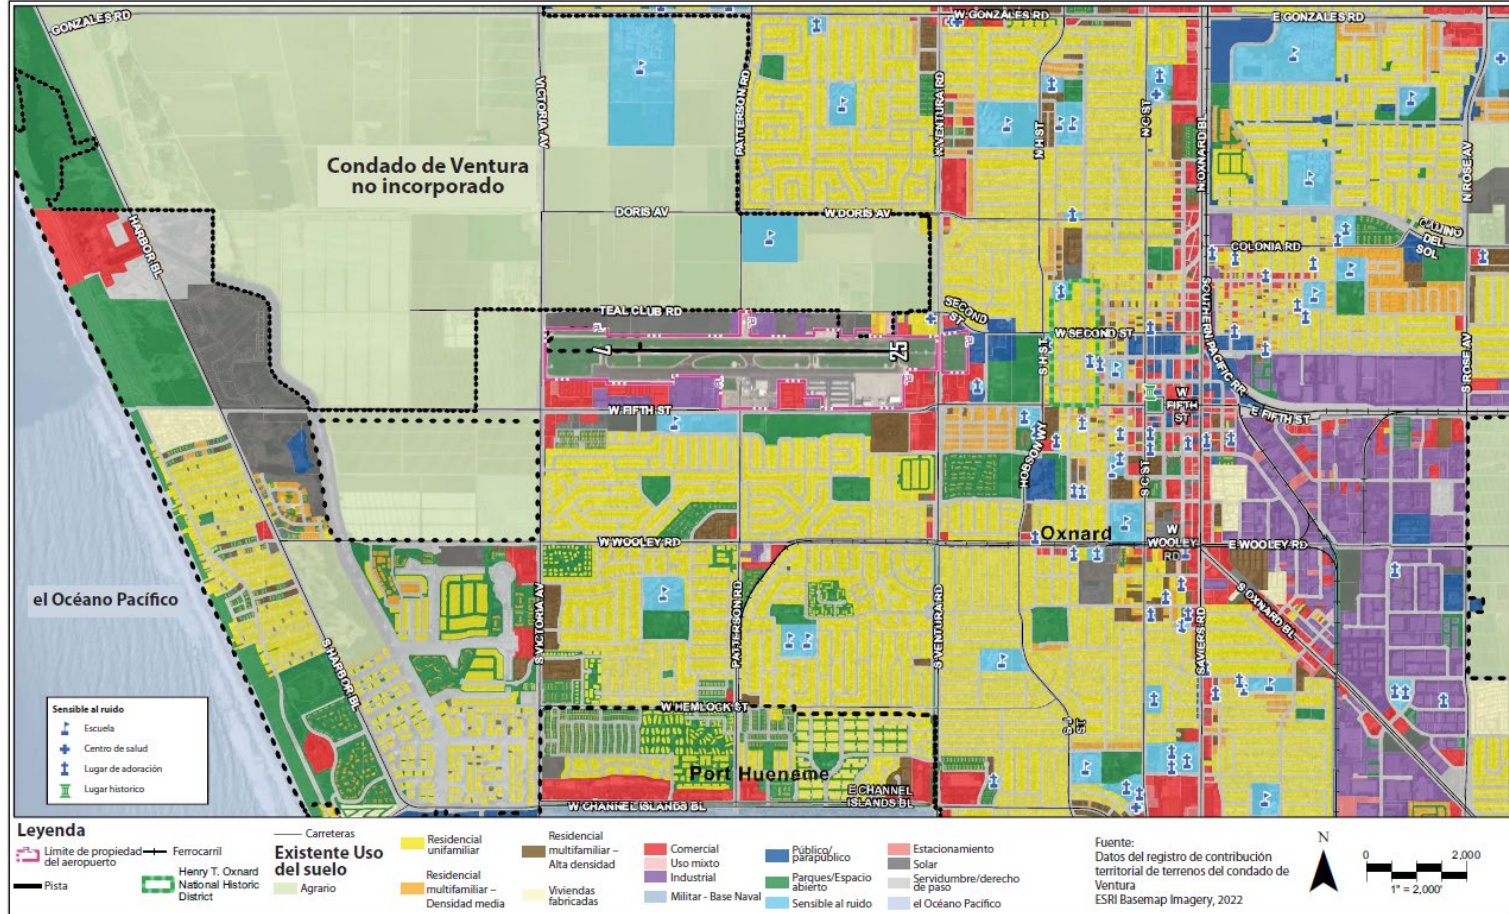 GONZALES RD
W GONZALES RD
E GONZALES RD
VICTORIA AV
PATTERSON RD
N VENTURA RD
N H ST
N C ST
N OXNARD BL
N ROSE AV
Condado de Ventura
no incorporado
DORIS AV
W DORIS AV
HARBOR BL
COLONIA RD
CAMINO
DEL
SOL
TEAL CLUB RD
SECOND
ST
W SECOND ST
SOUTHERN PACIFIC RR
7
25
S H ST
S ROSE AV
W FIFTH ST
W
FIFTH
ST
E FIFTH ST
HOBSON WY
S C ST
Oxnard
W WOOLEY RD
W
WOOLEY
RD
E WOOLEY RD
el Océano Pacífico
S VICTORIA AV
PATTERSON RD
S VENTURA RD
SAVIERS RD
S OXNARD BL
S HARBOR BL
W HEMLOCK ST
S J
ST
Port Hueneme
E CHANNEL
ISLANDS BL
W CHANNEL ISLANDS BL
Sensible al ruido
Escuela
Centro de salud
Lugar de adoración
Lugar historico
Leyenda
Límite de propiedad
del aeropuerto
Ferrocarril
Pista
Henry T. Oxnard
National Historic
District
Carreteras
Existente Uso
del suelo
Agrario
Residencial
unifamiliar
Residencial
multifamiliar –
Densidad media
Residencial
multifamiliar –
Alta densidad
Viviendas
fabricadas
Comercial
Uso mixto
Industrial
Militar - Base Naval
Público/
parapúblico
Parques/Espacio
abierto
Sensible al ruido
Estacionamiento
Solar
Servidumbre/derecho
de paso
el Océano Pacífico
Fuente:
Datos del registro de contribución
territorial de terrenos del condado de
Ventura
ESRI Basemap Imagery, 2022
N
0 2,000
1" = 2,000'